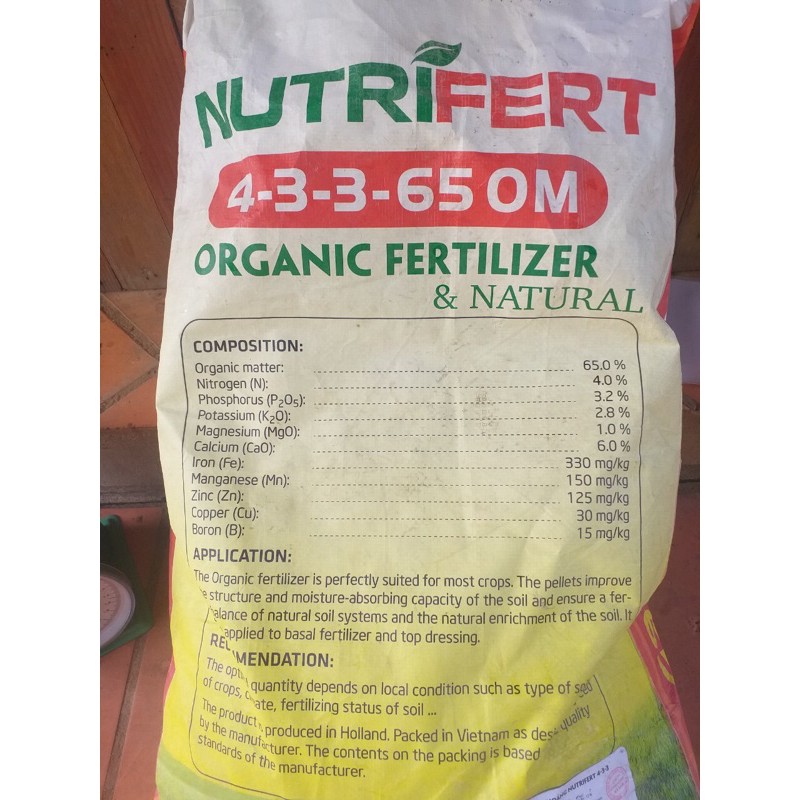 NUTRIFERT
4-3-3-65 OM
ORGANIC FERTILIZER
& NATURAL
COMPOSITION:
Organic matter: 65.0 %
Nitrogen (N): 4.0 %
Phosphorus (P₂O₅): 3.2 %
Potassium (K₂O): 2.8 %
Magnesium (MgO): 1.0 %
Calcium (CaO): 6.0 %
Iron (Fe): 330 mg/kg
Manganese (Mn): 150 mg/kg
Zinc (Zn): 125 mg/kg
Copper (Cu): 30 mg/kg
Boron (B): 15 mg/kg
APPLICATION:
The Organic fertilizer is perfectly suited for most crops. The pellets improve
structure and moisture-absorbing capacity of the soil and ensure a fer-
balance of natural soil systems and the natural enrichment of the soil. It
applied to basal fertilizer and top dressing.
MENDATION:
The quantity depends on local condition such as type of
of crops, fertilizing status of soil ...
The product produced in Holland. Packed in Vietnam as quality
by the manufacturer. The contents on the packing is based
standards of the manufacturer.
NUTRIFERT 4-3-3